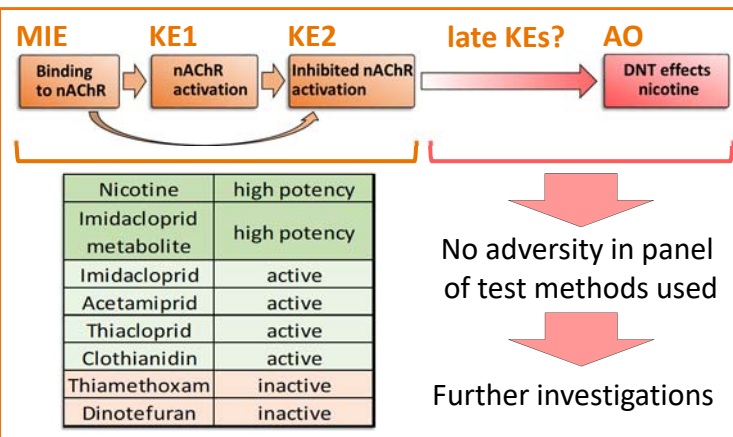 MIE KE1 KE2 late KEs? AO
Binding to nAChR
nAChR activation
Inhibited nAChR activation
DNT effects nicotine
Nicotine high potency
Imidacloprid metabolite high potency
Imidacloprid active
Acetamiprid active
Thiacloprid active
Clothianidin active
Thiamethoxam inactive
Dinotefuran inactive
No adversity in panel
of test methods used
Further investigations